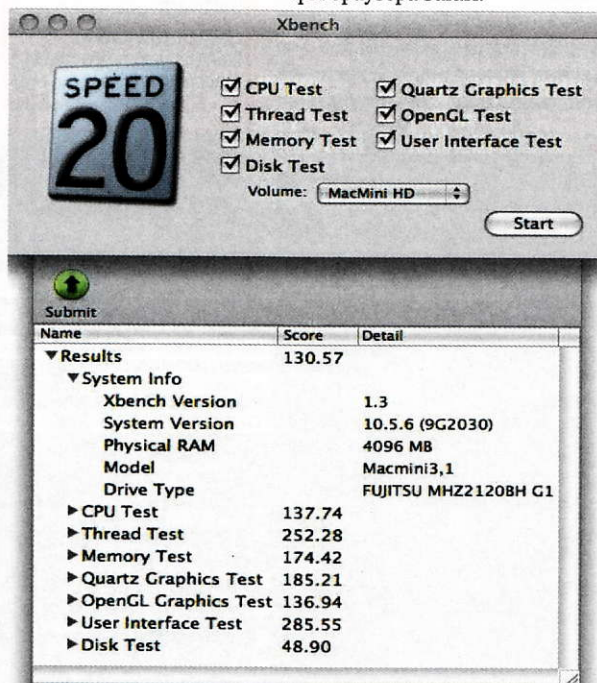 Xbench
SPEED
20
CPU Test
Quartz Graphics Test
Thread Test
OpenGL Test
Memory Test
User Interface Test
Disk Test
Volume: MacMini HD
Start
Submit
Name Score Detail
Results 130.57
System Info
Xbench Version 1.3
System Version 10.5.6 (9G2030)
Physical RAM 4096 MB
Model Macmini3,1
Drive Type FUJITSU MHZ2120BH G1
CPU Test 137.74
Thread Test 252.28
Memory Test 174.42
Quartz Graphics Test 185.21
OpenGL Graphics Test 136.94
User Interface Test 285.55
Disk Test 48.90